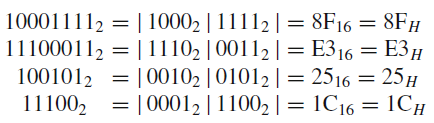 10001111₂ = | 1000₂ | 1111₂ | = 8F₁₆ = 8F_H
11100011₂ = | 1110₂ | 0011₂ | = E3₁₆ = E3_H
100101₂ = | 0010₂ | 0101₂ | = 25₁₆ = 25_H
11100₂ = | 0001₂ | 1100₂ | = 1C₁₆ = 1C_H